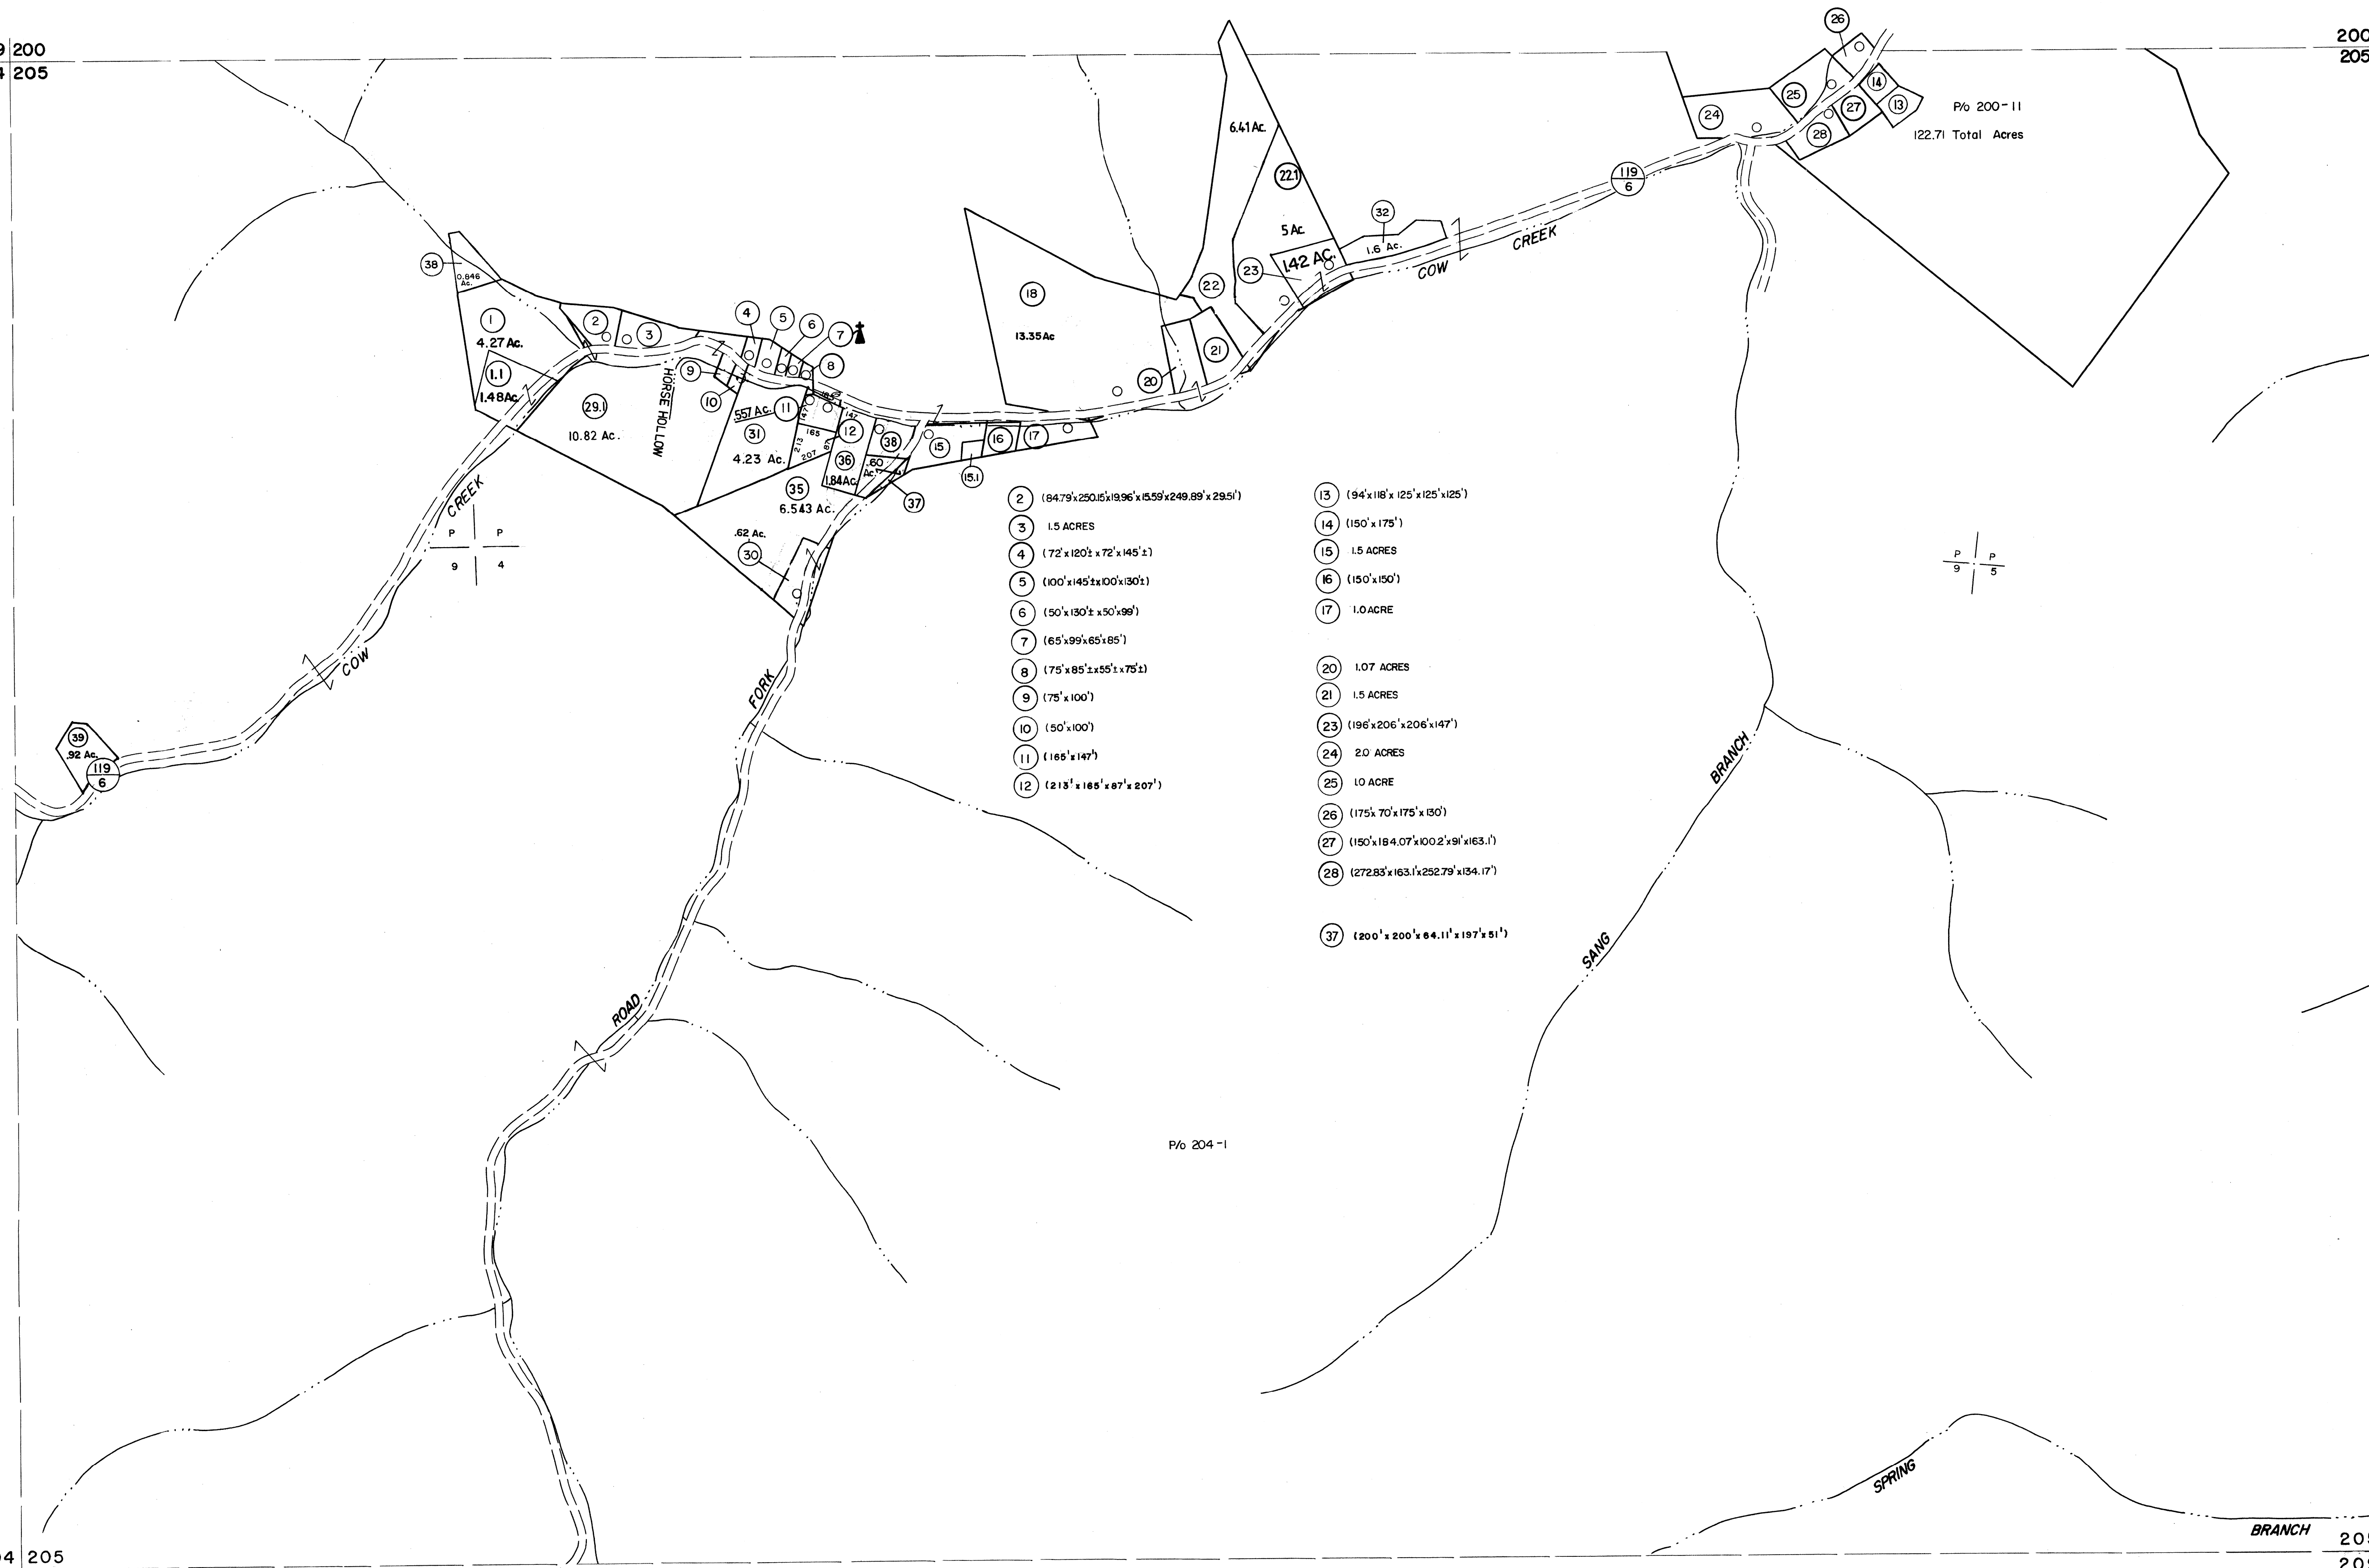 200
205
200
205
26
25
14
13
24
27
28
P/o 200-11
122.71 Total Acres
6.41 Ac.
22.1
5 Ac.
119
6
32
1.6 Ac.
1.42 AC.
23
22
COW
CREEK
18
13.35 Ac
21
20
38
0.846
Ac.
1
4.27 Ac.
1.1
1.48 Ac.
2
3
4
5
6
7
8
9
10
HORSE HOLLOW
29.1
10.82 Ac.
.557 Ac.
11
31
4.23 Ac.
165
147
147
165
213
87
207
12
36
1.84 Ac.
38
.60
Ac.
15
15.1
16
17
37
35
6.543 Ac.
.62 Ac.
30
CREEK
COW
P P
9 4
P P
9 5
39
.92 Ac.
119
6
2 (84.79'x250.15'x19.96'x15.59'x249.89'x29.51')
3 1.5 ACRES
4 (72'x120'± x72'x145'±)
5 (100'x145'±x100'x130'±)
6 (50'x130'± x50'x99')
7 (65'x99'x65'x85')
8 (75'x85'±x55'±x75'±)
9 (75'x100')
10 (50'x100')
11 (165'x147')
12 (213'x165'x87'x207')
13 (94'x118'x125'x125'x125')
14 (150'x175')
15 1.5 ACRES
16 (150'x150')
17 1.0 ACRE
20 1.07 ACRES
21 1.5 ACRES
23 (196'x206'x206'x147')
24 2.0 ACRES
25 1.0 ACRE
26 (175'x70'x175'x130')
27 (150'x184.07'x100.2'x91'x163.1')
28 (272.83'x163.1'x252.79'x134.17')
37 (200'x200'x64.11'x197'x51')
FORK
ROAD
BRANCH
SANG
P/o 204-1
SPRING
BRANCH
205